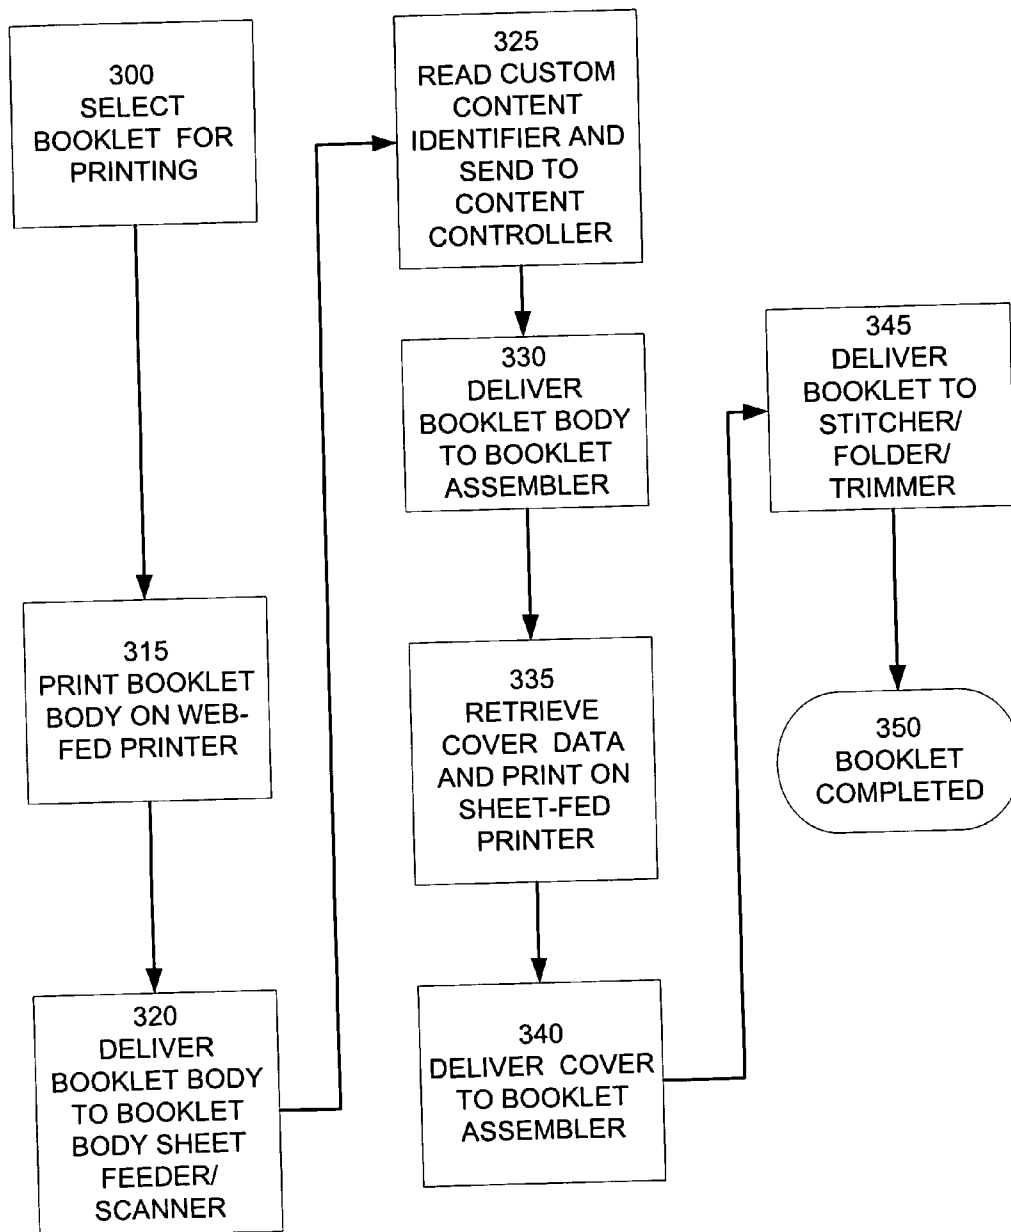 300
SELECT
BOOKLET FOR
PRINTING
315
PRINT BOOKLET
BODY ON WEB-
FED PRINTER
320
DELIVER
BOOKLET BODY
TO BOOKLET
BODY SHEET
FEEDER/
SCANNER
325
READ CUSTOM
CONTENT
IDENTIFIER AND
SEND TO
CONTENT
CONTROLLER
330
DELIVER
BOOKLET BODY
TO BOOKLET
ASSEMBLER
335
RETRIEVE
COVER DATA
AND PRINT ON
SHEET-FED
PRINTER
340
DELIVER COVER
TO BOOKLET
ASSEMBLER
345
DELIVER
BOOKLET TO
STITCHER/
FOLDER/
TRIMMER
350
BOOKLET
COMPLETED